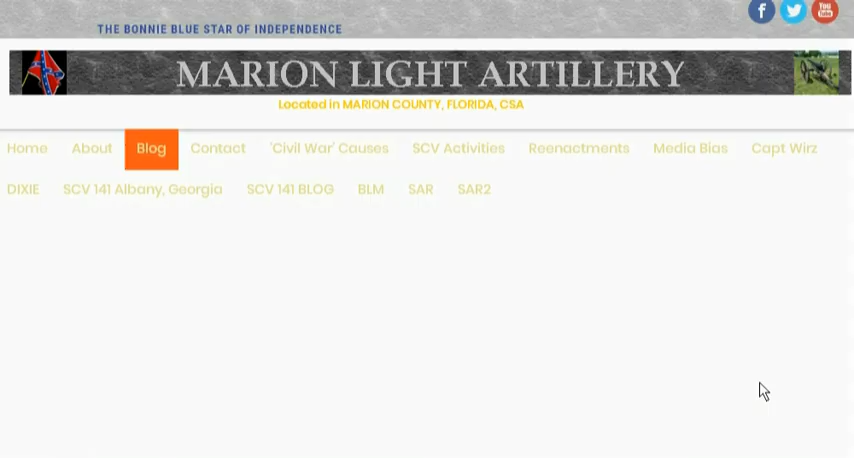 You Tube
THE BONNIE BLUE STAR OF INDEPENDENCE
MARION LIGHT ARTILLERY
Located in MARION COUNTY, FLORIDA, CSA
Home About Blog Contact 'Civil War' Causes SCV Activities Reenactments Media Bias Capt Wirz
DIXIE SCV 141 Albany, Georgia SCV 141 BLOG BLM SAR SAR2